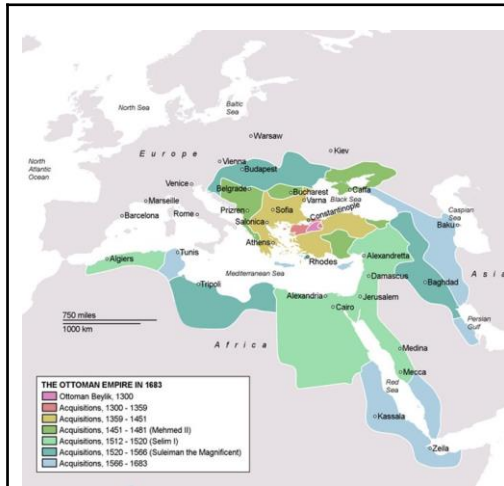 North Sea
Baltic
Sea
Warsaw
Kiev
Europe
North
Atlantic
Ocean
Vienna
Budapest
Venice
Belgrade
Bucharest
Caffa
Marseille
Varna
Black Sea
Caspian
Sea
Barcelona
Rome
Prizren
Sofia
Constantinople
Salonica
Baku
Athens
Algiers
Tunis
Rhodes
Alexandretta
Asia
Mediterranean Sea
Damascus
Baghdad
Tripoli
Alexandria
Jerusalem
Cairo
750 miles
1000 km
Persian
Gulf
Africa
Medina
Mecca
Red
Sea
Kassala
Zeila
THE OTTOMAN EMPIRE IN 1683
Ottoman Beylik, 1300
Acquisitions, 1300 - 1359
Acquisitions, 1359 - 1451
Acquisitions, 1451 - 1481 (Mehmed II)
Acquisitions, 1512 - 1520 (Selim I)
Acquisitions, 1520 - 1566 (Suleiman the Magnificent)
Acquisitions, 1566 - 1683